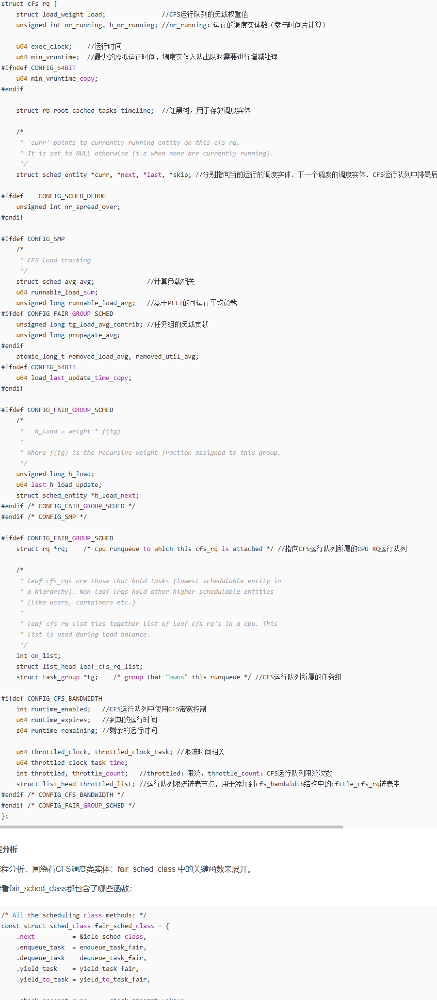 struct cfs_rq {
    struct load_weight load;               //CFS运行队列的负载权重值
    unsigned int nr_running, h_nr_running; //nr_running：运行的调度实体数（参与时间片计算）
    u64 exec_clock;    //运行时间
    u64 min_vruntime;  //最少的虚拟运行时间，调度实体入队出队时需要进行增减处理
#ifndef CONFIG_64BIT
    u64 min_vruntime_copy;
#endif
    struct rb_root_cached tasks_timeline;  //红黑树，用于存放调度实体
    /*
     * 'curr' points to currently running entity on this cfs_rq.
     * It is set to NULL otherwise (i.e when none are currently running).
     */
    struct sched_entity *curr, *next, *last, *skip; //分别指向当前运行的调度实体、下一个调度的调度实体、CFS运行队列中排最后
#ifdef    CONFIG_SCHED_DEBUG
    unsigned int nr_spread_over;
#endif
#ifdef CONFIG_SMP
    /*
     * CFS load tracking
     */
    struct sched_avg avg;              //计算负载相关
    u64 runnable_load_sum;
    unsigned long runnable_load_avg;   //基于PELT的可运行平均负载
#ifdef CONFIG_FAIR_GROUP_SCHED
    unsigned long tg_load_avg_contrib; //任务组的负载贡献
    unsigned long propagate_avg;
#endif
    atomic_long_t removed_load_avg, removed_util_avg;
#ifndef CONFIG_64BIT
    u64 load_last_update_time_copy;
#endif
#ifdef CONFIG_FAIR_GROUP_SCHED
    /*
     *   h_load = weight * f(tg)
     *
     * Where f(tg) is the recursive weight fraction assigned to this group.
     */
    unsigned long h_load;
    u64 last_h_load_update;
    struct sched_entity *h_load_next;
#endif /* CONFIG_FAIR_GROUP_SCHED */
#endif /* CONFIG_SMP */
#ifdef CONFIG_FAIR_GROUP_SCHED
    struct rq *rq;    /* cpu runqueue to which this cfs_rq is attached */ //指向CFS运行队列所属的CPU RQ运行队列
    /*
     * leaf cfs_rqs are those that hold tasks (lowest schedulable entity in
     * a hierarchy). Non-leaf lrqs hold other higher schedulable entities
     * (like users, containers etc.)
     *
     * leaf_cfs_rq_list ties together list of leaf cfs_rq's in a cpu. This
     * list is used during load balance.
     */
    int on_list;
    struct list_head leaf_cfs_rq_list;
    struct task_group *tg;    /* group that "owns" this runqueue */ //CFS运行队列所属的任务组
#ifdef CONFIG_CFS_BANDWIDTH
    int runtime_enabled;   //CFS运行队列中使用CFS带宽控制
    u64 runtime_expires;   //到期的运行时间
    s64 runtime_remaining; //剩余的运行时间
    u64 throttled_clock, throttled_clock_task; //限流时间相关
    u64 throttled_clock_task_time;
    int throttled, throttle_count;   //throttled：限流，throttle_count：CFS运行队列限流次数
    struct list_head throttled_list; //运行队列限流链表节点，用于添加到cfs_bandwidth结构中的cfttle_cfs_rq链表中
#endif /* CONFIG_CFS_BANDWIDTH */
#endif /* CONFIG_FAIR_GROUP_SCHED */
};
程分析
程分析，围绕着CFS调度类实体：fair_sched_class 中的关键函数来展开。
看fair_sched_class都包含了哪些函数：
/* All the scheduling class methods: */
const struct sched_class fair_sched_class = {
    .next          = &idle_sched_class,
    .enqueue_task  = enqueue_task_fair,
    .dequeue_task  = dequeue_task_fair,
    .yield_task    = yield_task_fair,
    .yield_to_task = yield_to_task_fair,